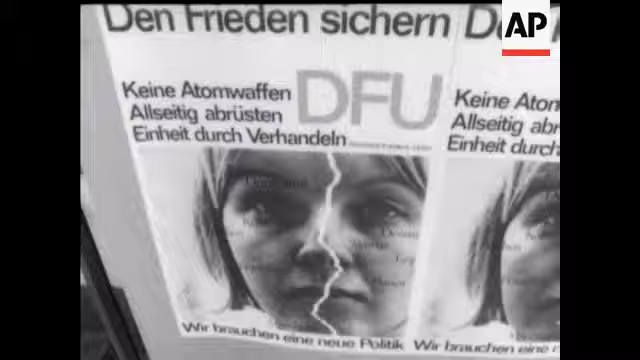 Den Frieden sichern
AP
Keine Atomwaffen
Allseitig abrüsten
Einheit durch Verhandeln
DFU
Keine Atom
Allseitig abr
Einheit durch
Wir brauchen eine neue Politik
Wir brauchen eine n